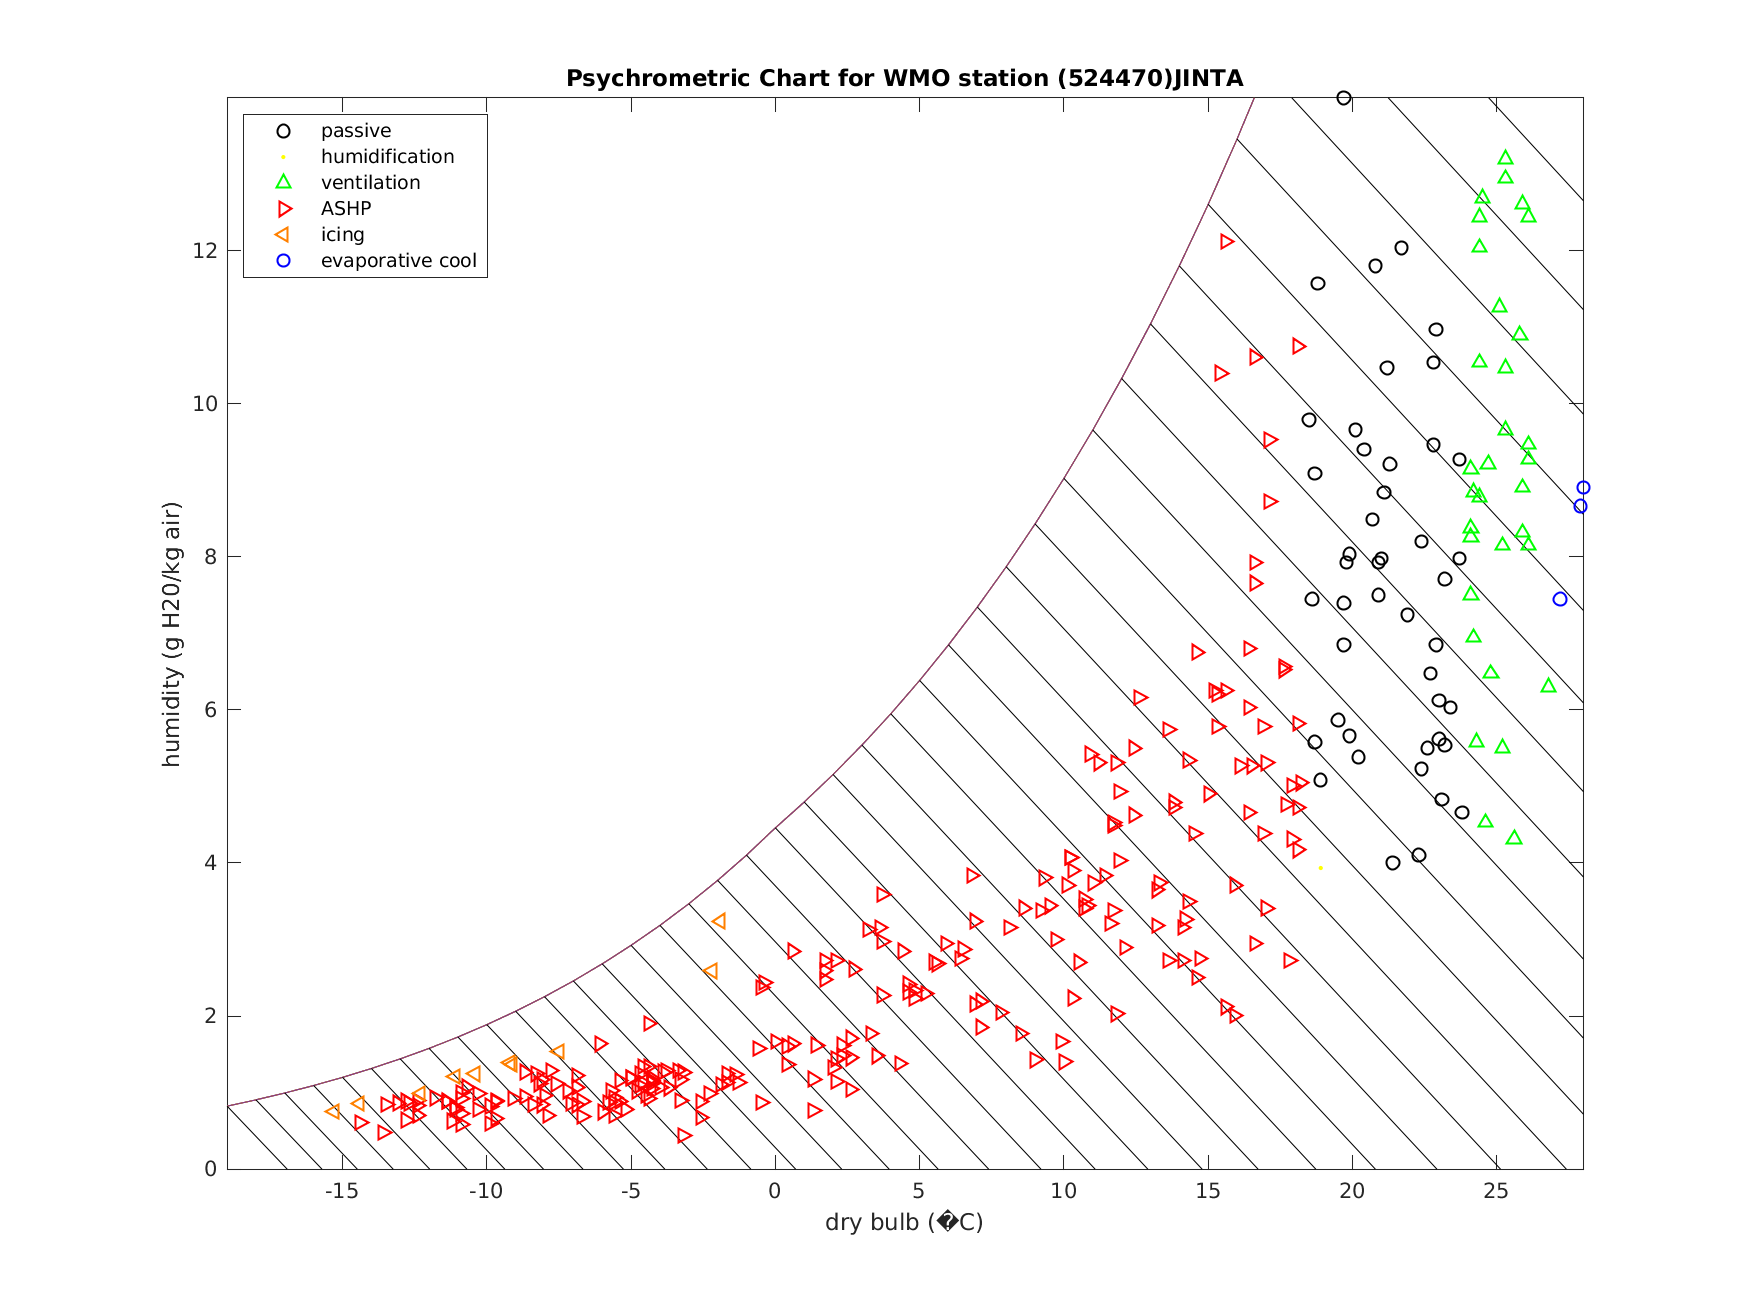 Psychrometric Chart for WMO station (524470)JINTA
passive
humidification
ventilation
ASHP
icing
evaporative cool
humidity (g H20/kg air)
12
10
8
6
4
2
0
-15 -10 -5 0 5 10 15 20 25
dry bulb (�C)